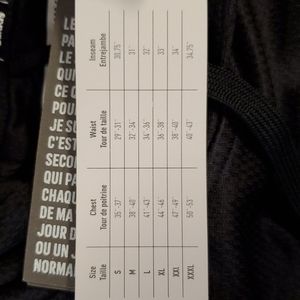 LE
PA
LE
QUI
CE Q
POU
JE SU
C'EST
SECON
QUI PA
CHAQU
DE MA
JOUR D
OU UN J
NORMA
Size Chest Waist Inseam
Taille Tour de poitrine Tour de taille Entrejambe
S 35"-37" 29"-31" 30.75"
M 38"-40" 32"-34" 31"
L 41"-43" 34"-36" 32"
XL 44"-46" 36"-38" 33"
XXL 47"-49" 38"-40" 34"
XXXL 50"-53" 40"-43" 34.75"